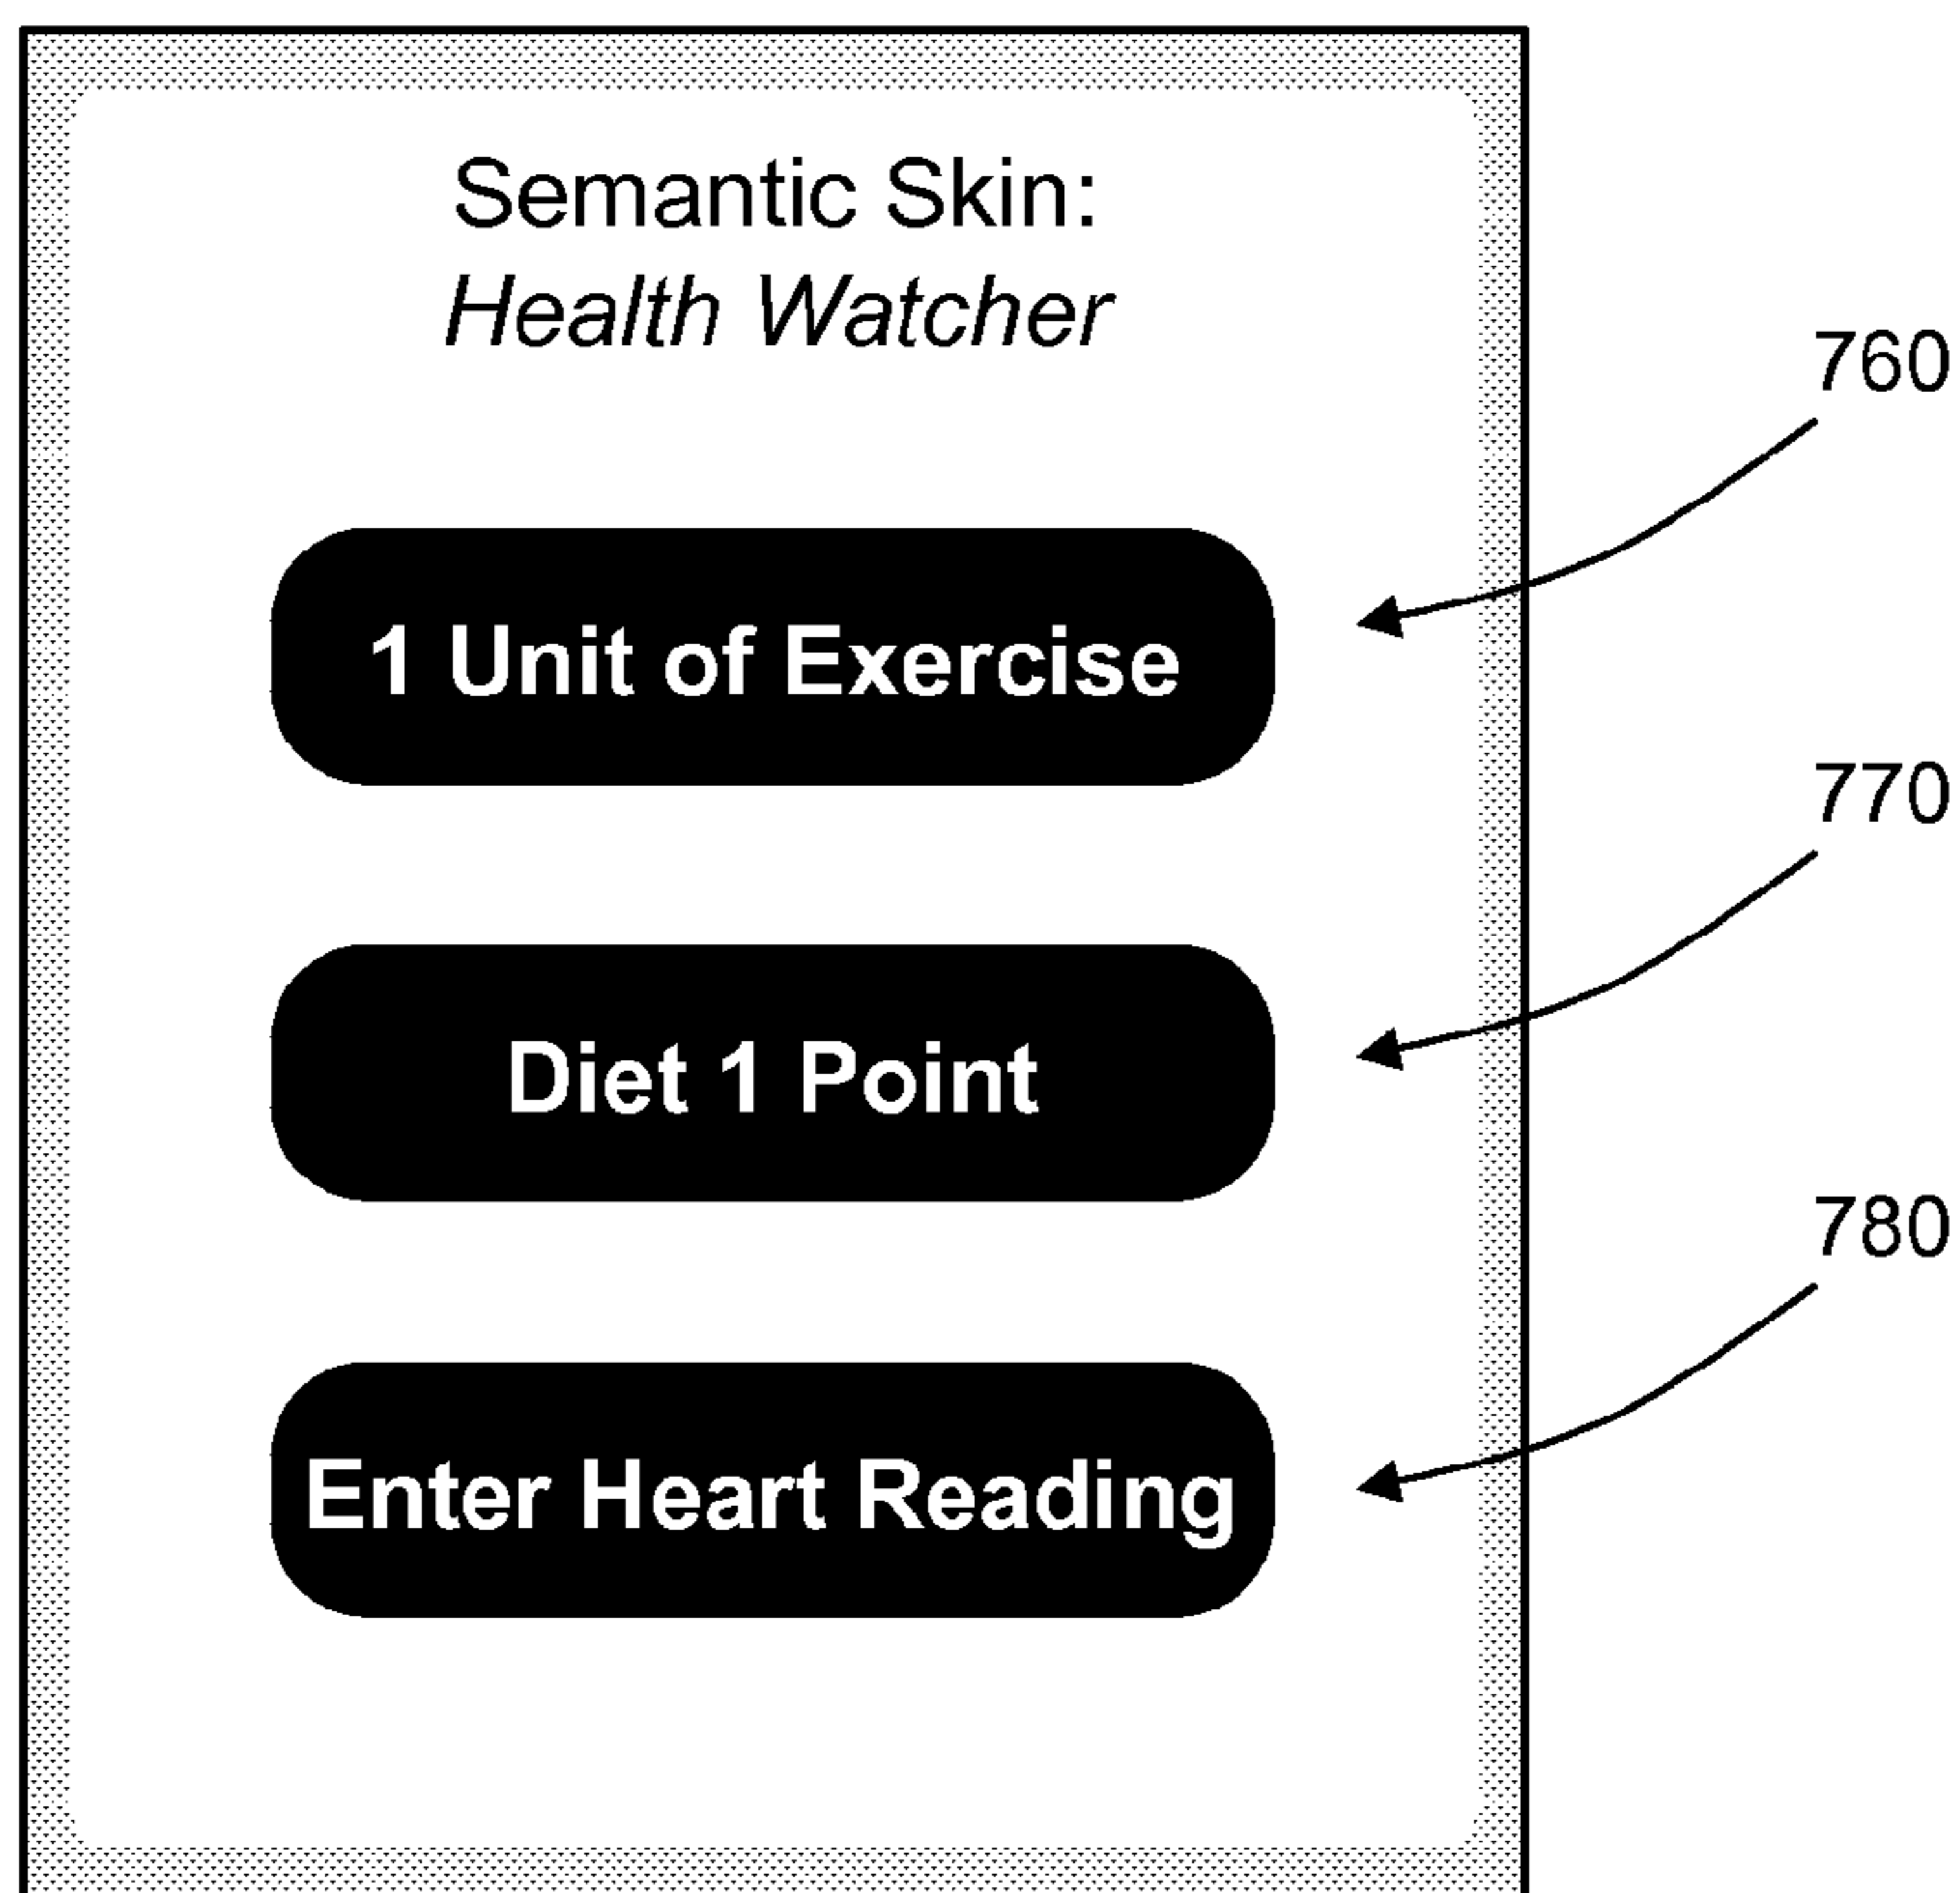 Semantic Skin:
Health Watcher
760
1 Unit of Exercise
770
Diet 1 Point
780
Enter Heart Reading